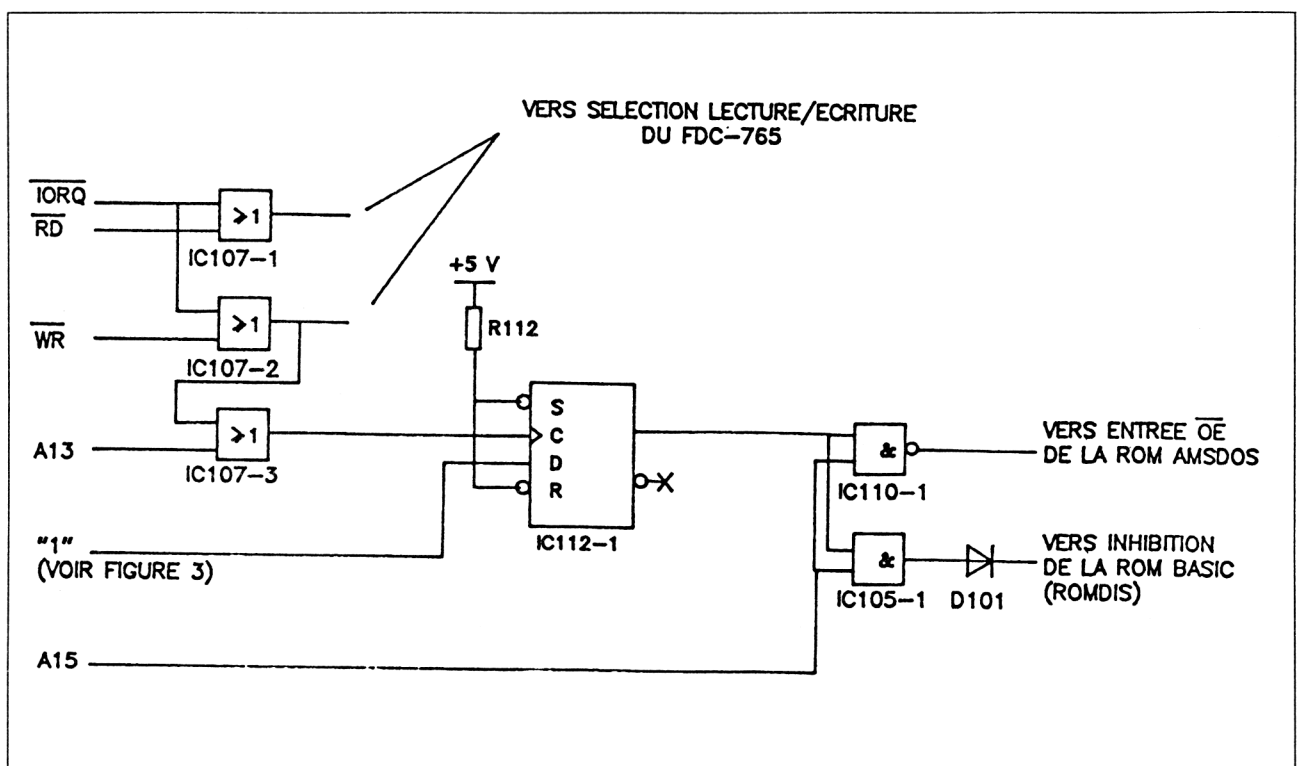 VERS SELECTION LECTURE/ECRITURE
DU FDC-765
IORQ
RD
≥1
IC107-1
WR
≥1
IC107-2
A13
≥1
IC107-3
+5 V
R112
S
C
D
R
IC112-1
"1"
(VOIR FIGURE 3)
A15
&
IC110-1
VERS ENTREE OE
DE LA ROM AMSDOS
&
IC105-1
D101
VERS INHIBITION
DE LA ROM BASIC
(ROMDIS)